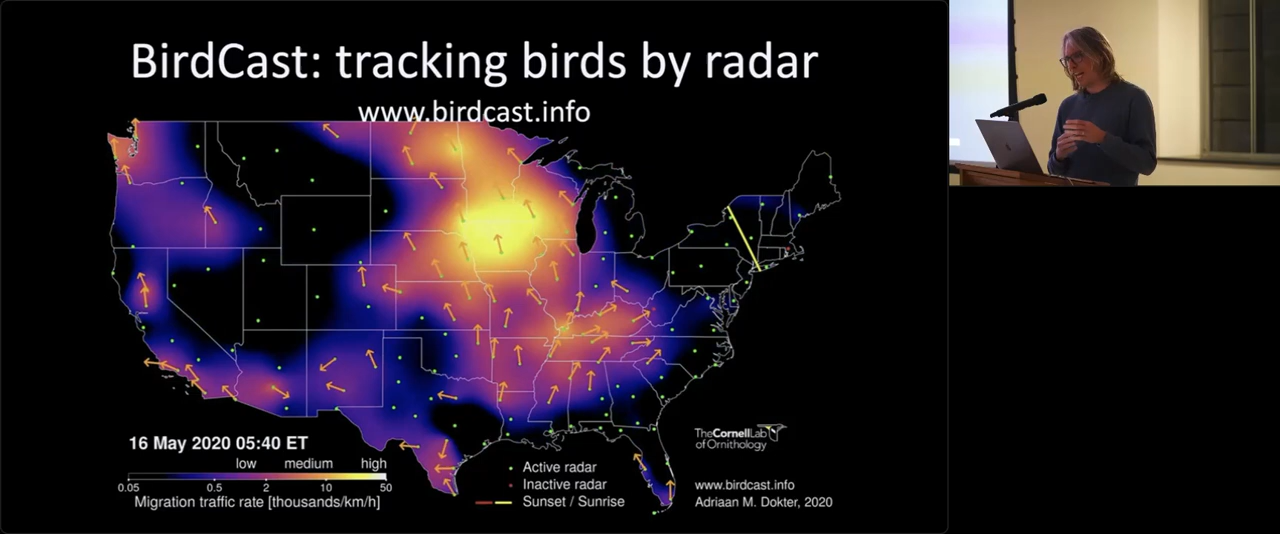 BirdCast: tracking birds by radar
www.birdcast.info
16 May 2020 05:40 ET
low medium high
0.05 0.5 2 10 50
Migration traffic rate [thousands/km/h]
Active radar
Inactive radar
Sunset / Sunrise
TheCornellLab
of Ornithology
www.birdcast.info
Adriaan M. Dokter, 2020